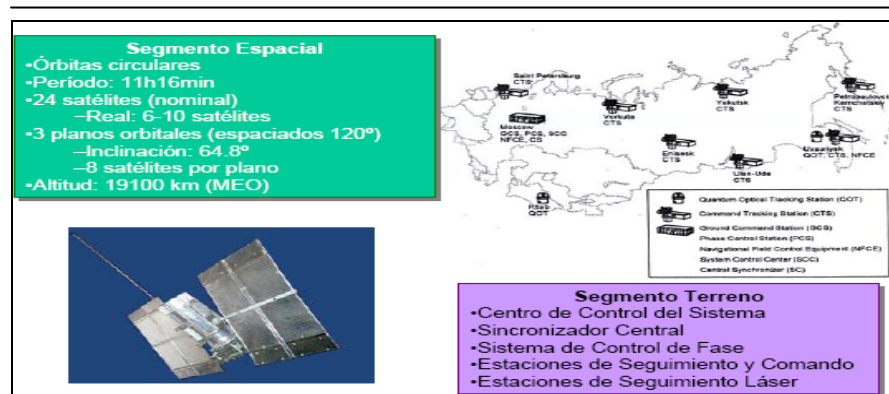 Segmento Espacial
•Órbitas circulares
•Período: 11h16min
•24 satélites (nominal)
–Real: 6-10 satélites
•3 planos orbitales (espaciados 120º)
–Inclinación: 64.8º
–8 satélites por plano
•Altitud: 19100 km (MEO)
Saint Petersburg
CTS
Moscow
GCS, PCS, SCC
NFCE, CS
Vorkuta
CTS
Yakutsk
CTS
Petropavlovsk
Kamchatskij
CTS
Eniseisk
CTS
Ulan-Ude
CTS
Ussuriysk
QOT, CTS, NFCE
QOT
Quantum Optical Tracking Station (QOT)
Command Tracking Station (CTS)
Ground Command Station (GCS)
Phase Control Station (PCS)
Navigational Field Control Equipment (NFCE)
System Control Center (SCC)
Central Synchronizer (SC)
Segmento Terreno
•Centro de Control del Sistema
•Sincronizador Central
•Sistema de Control de Fase
•Estaciones de Seguimiento y Comando
•Estaciones de Seguimiento Láser